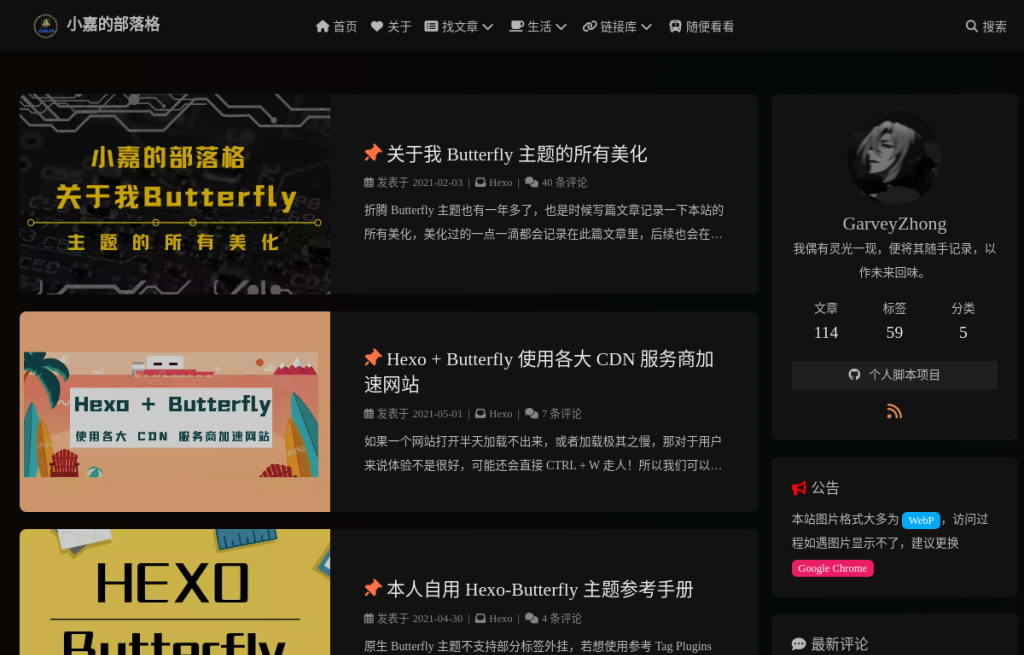 小嘉的部落格
首页 关于 找文章 生活 链接库 随便看看
搜索
小嘉的部落格
关于我Butterfly
主题的所有美化
关于我 Butterfly 主题的所有美化
发表于 2021-02-03 | Hexo | 40 条评论
折腾 Butterfly 主题也有一年多了，也是时候写篇文章记录一下本站的
所有美化，美化过的一点一滴都会记录在此篇文章里，后续也会在…
Hexo + Butterfly
使用各大 CDN 服务商加速网站
Hexo + Butterfly 使用各大 CDN 服务商加
速网站
发表于 2021-05-01 | Hexo | 7 条评论
如果一个网站打开半天加载不出来，或者加载极其之慢，那对于用户
来说体验不是很好，可能还会直接 CTRL + W 走人！所以我们可以…
HEXO
Butterfly
本人自用 Hexo-Butterfly 主题参考手册
发表于 2021-04-30 | Hexo | 4 条评论
原生 Butterfly 主题不支持部分标签外挂，若想使用参考 Tag Plugins
GarveyZhong
我偶有灵光一现，便将其随手记录，以
作未来回味。
文章 标签 分类
114 59 5
个人脚本项目
公告
本站图片格式大多为 WebP，访问过
程如遇图片显示不了，建议更换
Google Chrome
最新评论